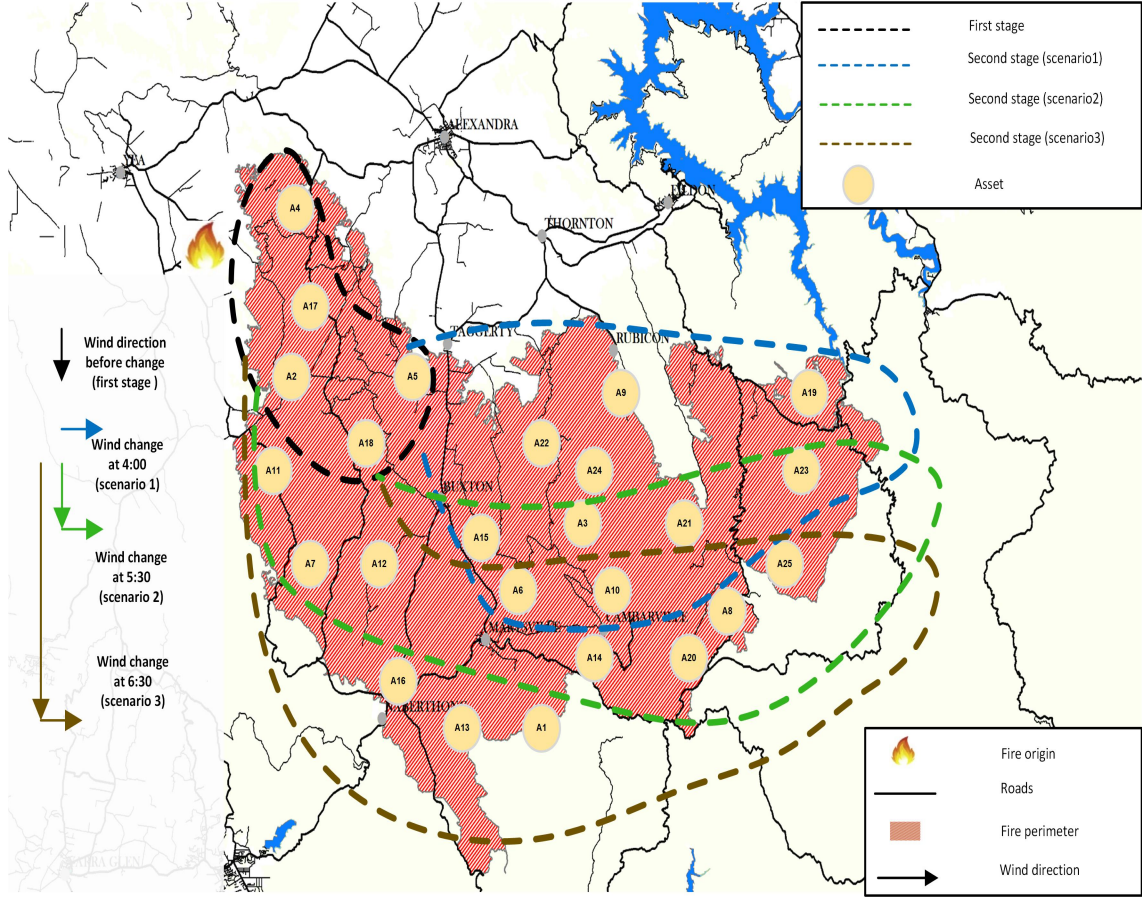 First stage
Second stage (scenario1)
Second stage (scenario2)
Second stage (scenario3)
Asset
ALEXANDRA
YEA
EILDON
THORNTON
A4
A17
TAGGERTY
RUBICON
Wind direction
before change
(first stage )
A2
A5
A9
A19
Wind change
at 4:00
(scenario 1)
A18
A22
A11
A24
A23
BUXTON
A3
A21
A15
Wind change
at 5:30
(scenario 2)
A7
A12
A25
A6
A10
A8
CAMBARVILLE
MARYSVILLE
A14
A20
Wind change
at 6:30
(scenario 3)
A16
A13
A1
Fire origin
Roads
Fire perimeter
Wind direction